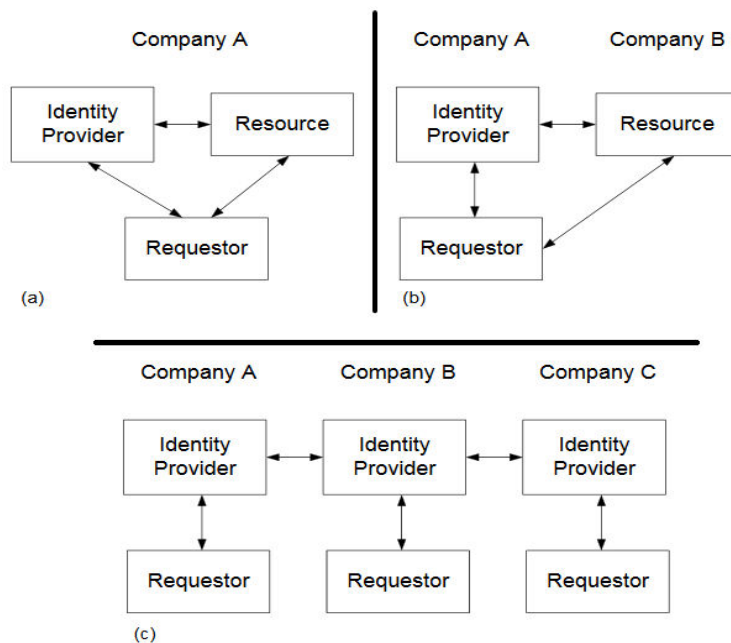 Company A
Identity
Provider
Resource
Requestor
(a)
Company A
Company B
Identity
Provider
Resource
Requestor
(b)
Company A
Company B
Company C
Identity
Provider
Identity
Provider
Identity
Provider
Requestor
Requestor
Requestor
(c)